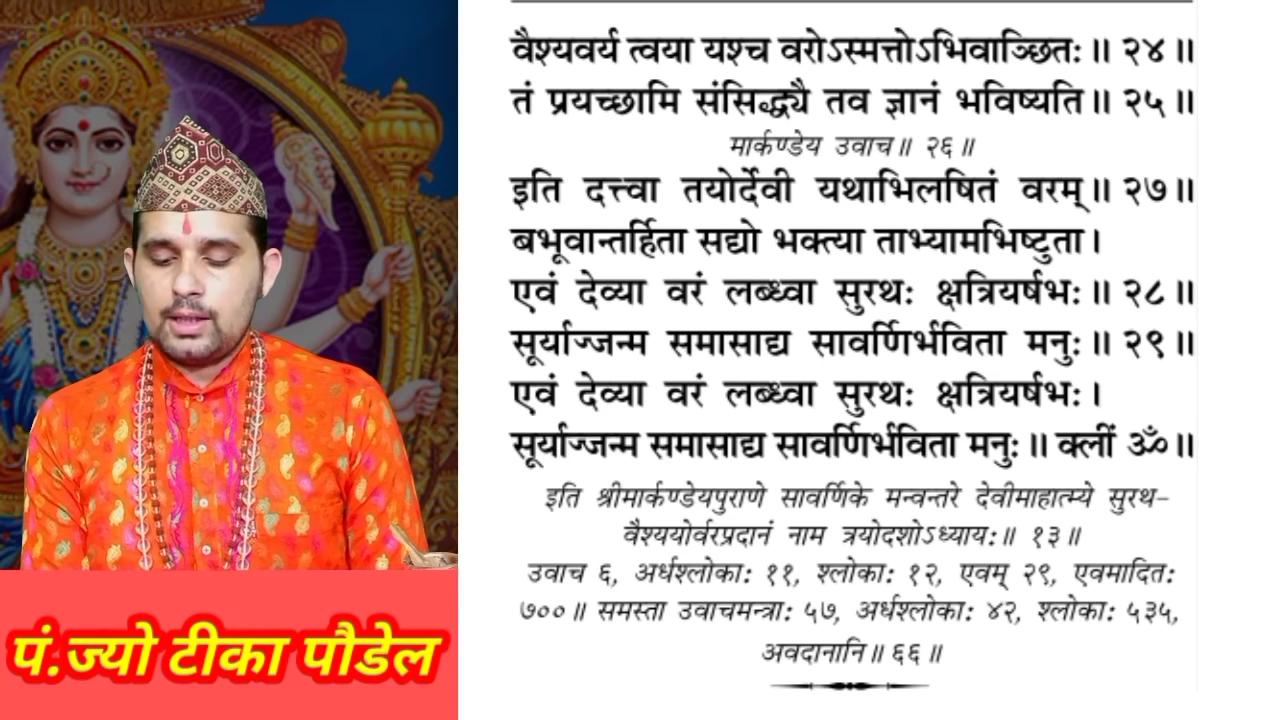 वैश्यवर्य त्वया यश्च वरोऽस्मत्तोऽभिवाञ्छितः ॥ २४ ॥
तं प्रयच्छामि संसिद्ध्यै तव ज्ञानं भविष्यति ॥ २५ ॥
मार्कण्डेय उवाच ॥ २६ ॥
इति दत्त्वा तयोर्देवी यथाभिलषितं वरम् ॥ २७ ॥
बभूवान्तर्हिता सद्यो भक्त्या ताभ्यामभिष्टुता ।
एवं देव्या वरं लब्ध्वा सुरथः क्षत्रियर्षभः ॥ २८ ॥
सूर्याज्जन्म समासाद्य सावर्णिर्भविता मनुः ॥ २९ ॥
एवं देव्या वरं लब्ध्वा सुरथः क्षत्रियर्षभः ।
सूर्याज्जन्म समासाद्य सावर्णिर्भविता मनुः ॥ क्लीं ॐ ॥
इति श्रीमार्कण्डेयपुराणे सावर्णिके मन्वन्तरे देवीमाहात्म्ये सुरथ-
वैश्ययोर्वरप्रदानं नाम त्रयोदशोऽध्यायः ॥ १३ ॥
उवाच ६, अर्धश्लोकाः ११, श्लोकाः १२, एवम् २९, एवमादितः
७०० ॥ समस्ता उवाचमन्त्राः ५७, अर्धश्लोकाः ४२, श्लोकाः ५३५,
अवदानानि ॥ ६६ ॥
पं.ज्यो टीका पौडेल